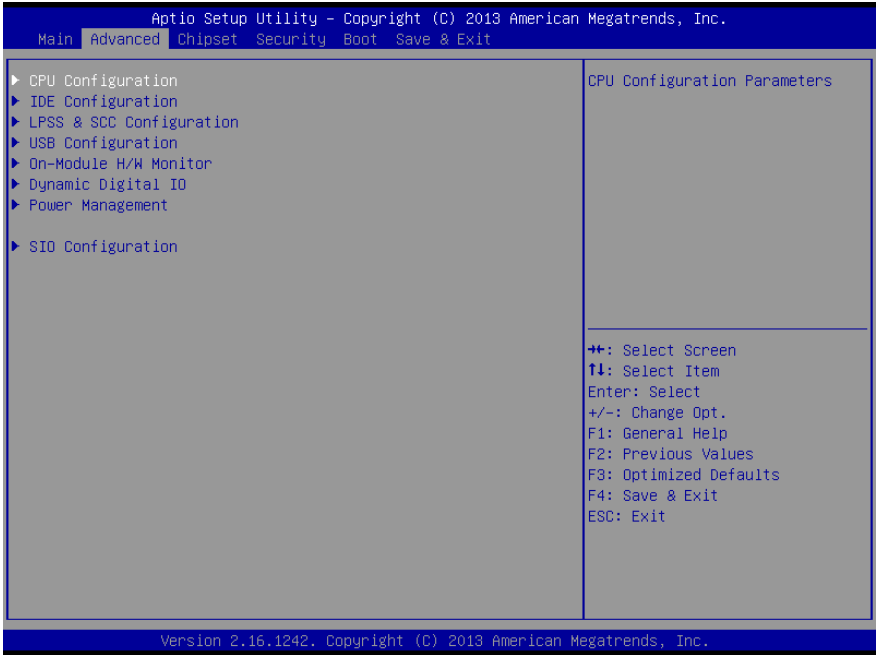 Aptio Setup Utility – Copyright (C) 2013 American Megatrends, Inc.
Main Advanced Chipset Security Boot Save & Exit
CPU Configuration
IDE Configuration
LPSS & SCC Configuration
USB Configuration
On-Module H/W Monitor
Dynamic Digital IO
Power Management
SIO Configuration
CPU Configuration Parameters
→←: Select Screen
↑↓: Select Item
Enter: Select
+/-: Change Opt.
F1: General Help
F2: Previous Values
F3: Optimized Defaults
F4: Save & Exit
ESC: Exit
Version 2.16.1242. Copyright (C) 2013 American Megatrends, Inc.